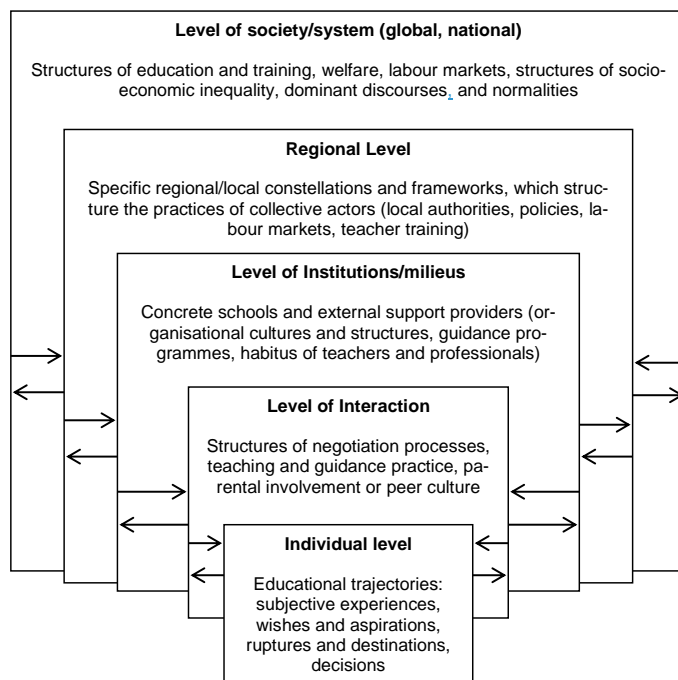 Level of society/system (global, national)
Structures of education and training, welfare, labour markets, structures of socio-
economic inequality, dominant discourses, and normalities
Regional Level
Specific regional/local constellations and frameworks, which struc-
ture the practices of collective actors (local authorities, policies, la-
bour markets, teacher training)
Level of Institutions/milieus
Concrete schools and external support providers (or-
ganisational cultures and structures, guidance pro-
grammes, habitus of teachers and professionals)
Level of Interaction
Structures of negotiation processes,
teaching and guidance practice, pa-
rental involvement or peer culture
Individual level
Educational trajectories:
subjective experiences,
wishes and aspirations,
ruptures and destinations,
decisions